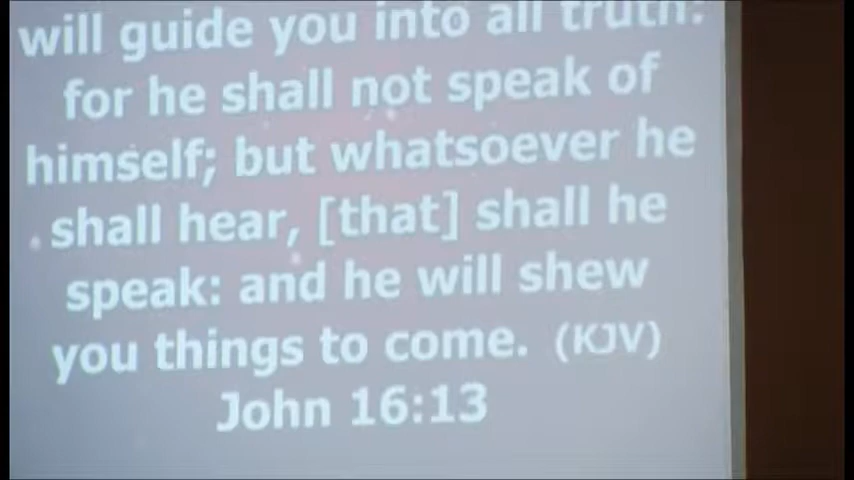 will guide you into all truth:
for he shall not speak of
himself; but whatsoever he
shall hear, [that] shall he
speak: and he will shew
you things to come. (KJV)
John 16:13